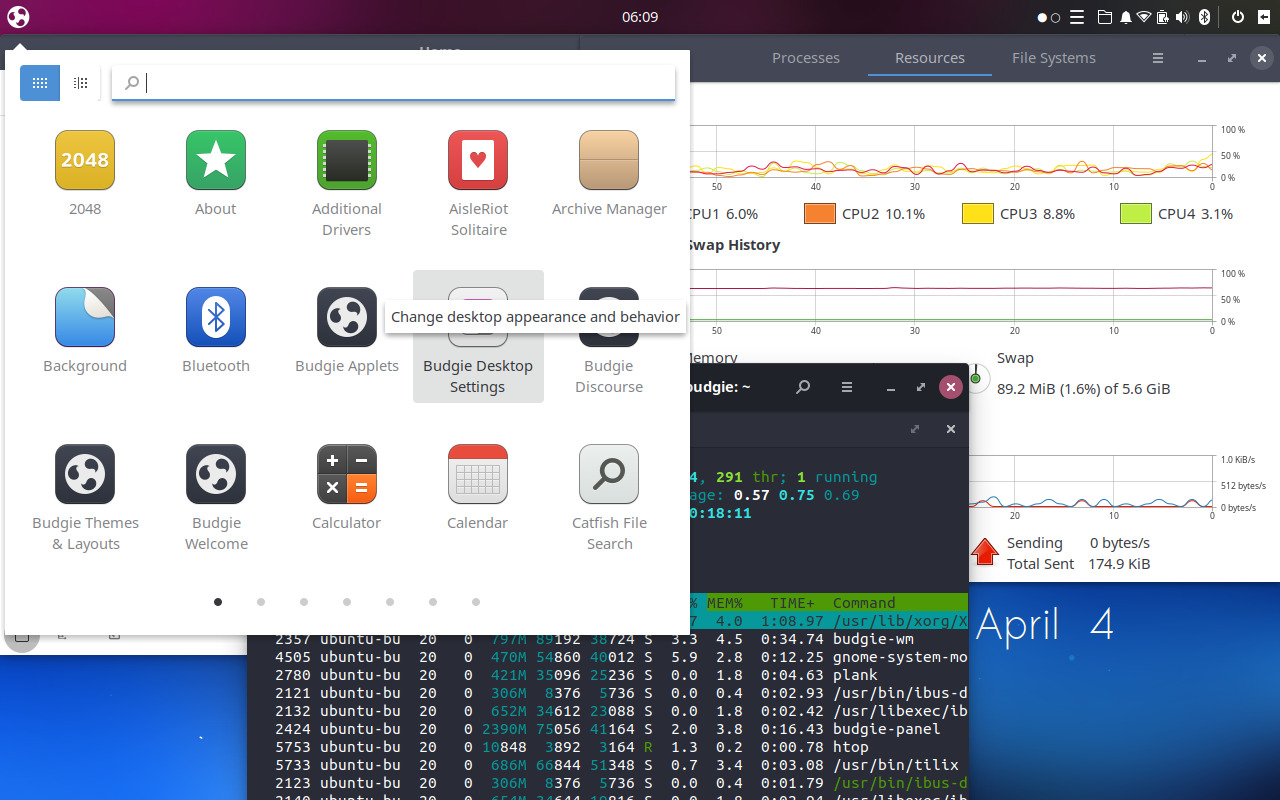 06:09
Processes
Resources
File Systems
2048
2048
About
Additional
Drivers
AisleRiot
Solitaire
Archive Manager
Background
Bluetooth
Budgie Applets
Change desktop appearance and behavior
Budgie Desktop
Settings
Budgie
Discourse
Budgie Themes
& Layouts
Budgie
Welcome
Calculator
Calendar
Catfish File
Search
100 %
50 %
0 %
50 40 30 20 10 0
CPU1 6.0%
CPU2 10.1%
CPU3 8.8%
CPU4 3.1%
Swap History
100 %
50 %
0 %
50 40 30 20 10 0
Memory
Swap
89.2 MiB (1.6%) of 5.6 GiB
1.0 KiB/s
512 bytes/s
0 bytes/s
20 10 0
Sending 0 bytes/s
Total Sent 174.9 KiB
budgie: ~
4, 291 thr; 1 running
age: 0.57 0.75 0.69
0:18:11
% MEM% TIME+ Command
7 4.0 1:08.97 /usr/lib/xorg/X
2357 ubuntu-bu 20 0 797M 89192 38724 S 3.3 4.5 0:34.74 budgie-wm
4505 ubuntu-bu 20 0 470M 54860 40012 S 5.9 2.8 0:12.25 gnome-system-mo
2780 ubuntu-bu 20 0 421M 35096 25236 S 0.0 1.8 0:04.63 plank
2121 ubuntu-bu 20 0 306M 8376 5736 S 0.0 0.4 0:02.93 /usr/bin/ibus-d
2132 ubuntu-bu 20 0 652M 34612 23088 S 0.0 1.8 0:02.42 /usr/libexec/ib
2424 ubuntu-bu 20 0 2390M 75056 41164 S 2.0 3.8 0:16.43 budgie-panel
5753 ubuntu-bu 20 0 10848 3892 3164 R 1.3 0.2 0:00.78 htop
5733 ubuntu-bu 20 0 686M 66844 51348 S 0.7 3.4 0:03.08 /usr/bin/tilix
2123 ubuntu-bu 20 0 306M 8376 5736 S 0.0 0.4 0:01.79 /usr/bin/ibus-d
April 4